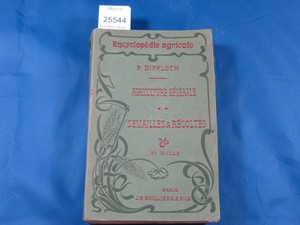 25544
Encyclopédie agricole
P. DIFFLOTH
AGRICULTURE GÉNÉRALE
SEMAILLES & RÉCOLTES
PARIS
J.B. BAILLIÈRE & FILS